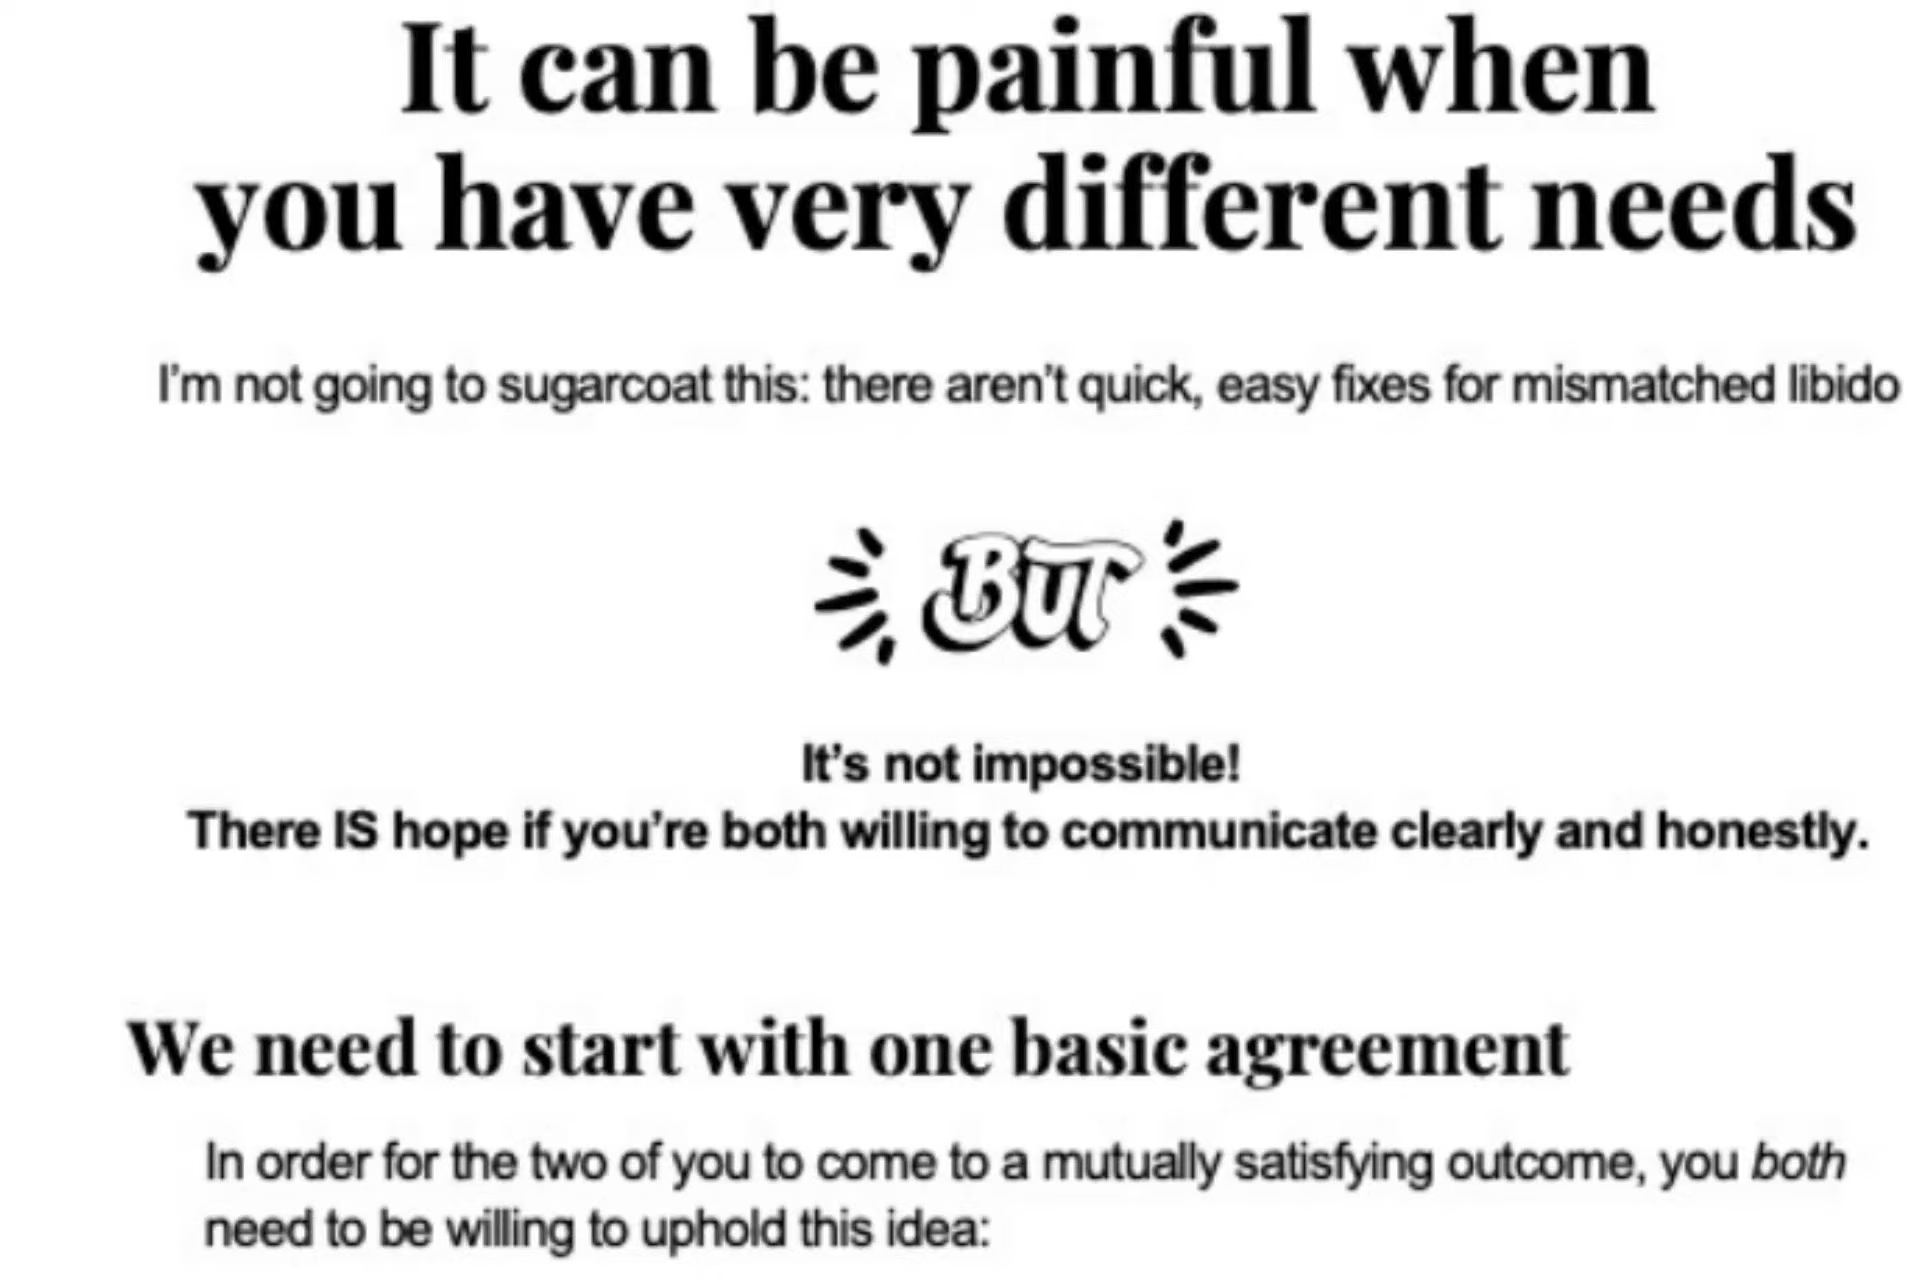 It can be painful when
you have very different needs
I'm not going to sugarcoat this: there aren't quick, easy fixes for mismatched libido
BUT
It's not impossible!
There IS hope if you're both willing to communicate clearly and honestly.
We need to start with one basic agreement
In order for the two of you to come to a mutually satisfying outcome, you both
need to be willing to uphold this idea: